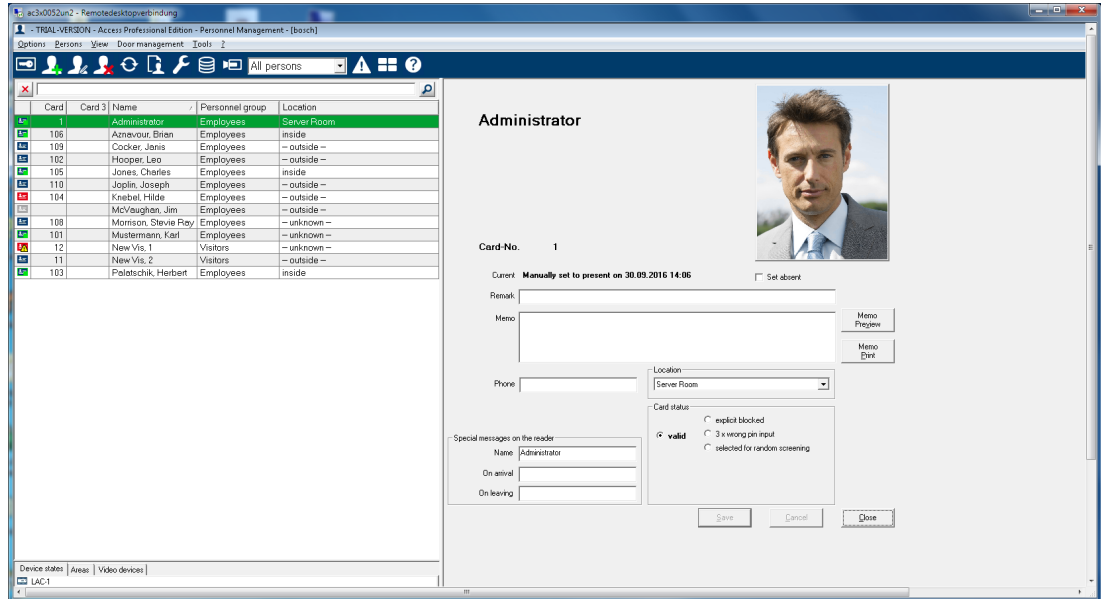 ac3x0052un2 - Remotedesktopverbindung
- TRIAL-VERSION - Access Professional Edition - Personnel Management - [bosch]
Options Persons View Door management Tools ?
All persons
Card Card 3 Name Personnel group Location
1 Administrator Employees Server Room
106 Aznavour, Brian Employees inside
109 Cocker, Janis Employees -- outside --
102 Hooper, Leo Employees -- outside --
105 Jones, Charles Employees inside
110 Joplin, Joseph Employees -- outside --
104 Knebel, Hilde Employees -- outside --
McVaughan, Jim Employees -- outside --
108 Morrison, Stevie Ray Employees -- unknown --
101 Mustermann, Karl Employees -- unknown --
12 New Vis, 1 Visitors -- unknown --
11 New Vis, 2 Visitors -- outside --
103 Palatschik, Herbert Employees inside
Device states Areas Video devices
LAC-1
Administrator
Card-No. 1
Current Manually set to present on 30.09.2016 14:06
Set absent
Remark
Memo
Memo
Preview
Memo
Print
Phone
Location
Server Room
Card status
valid
explicit blocked
3 x wrong pin input
selected for random screening
Special messages on the reader
Name Administrator
On arrival
On leaving
Save Cancel Close